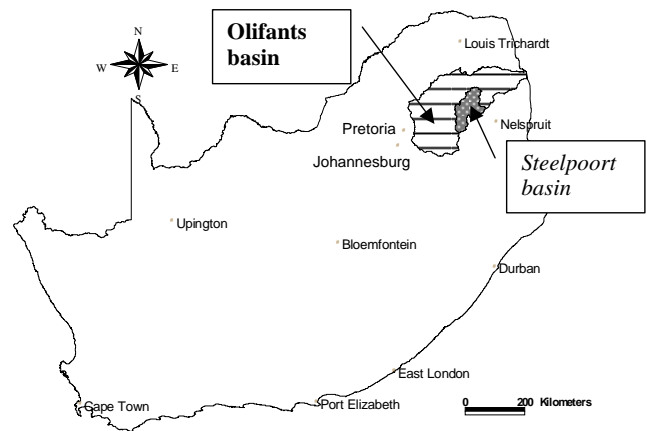 N
W E
S
Olifants
basin
Louis Trichardt
Pretoria
Nelspruit
Johannesburg
Steelpoort
basin
Upington
Bloemfontein
Durban
East London
Cape Town
Port Elizabeth
0 200 Kilometers